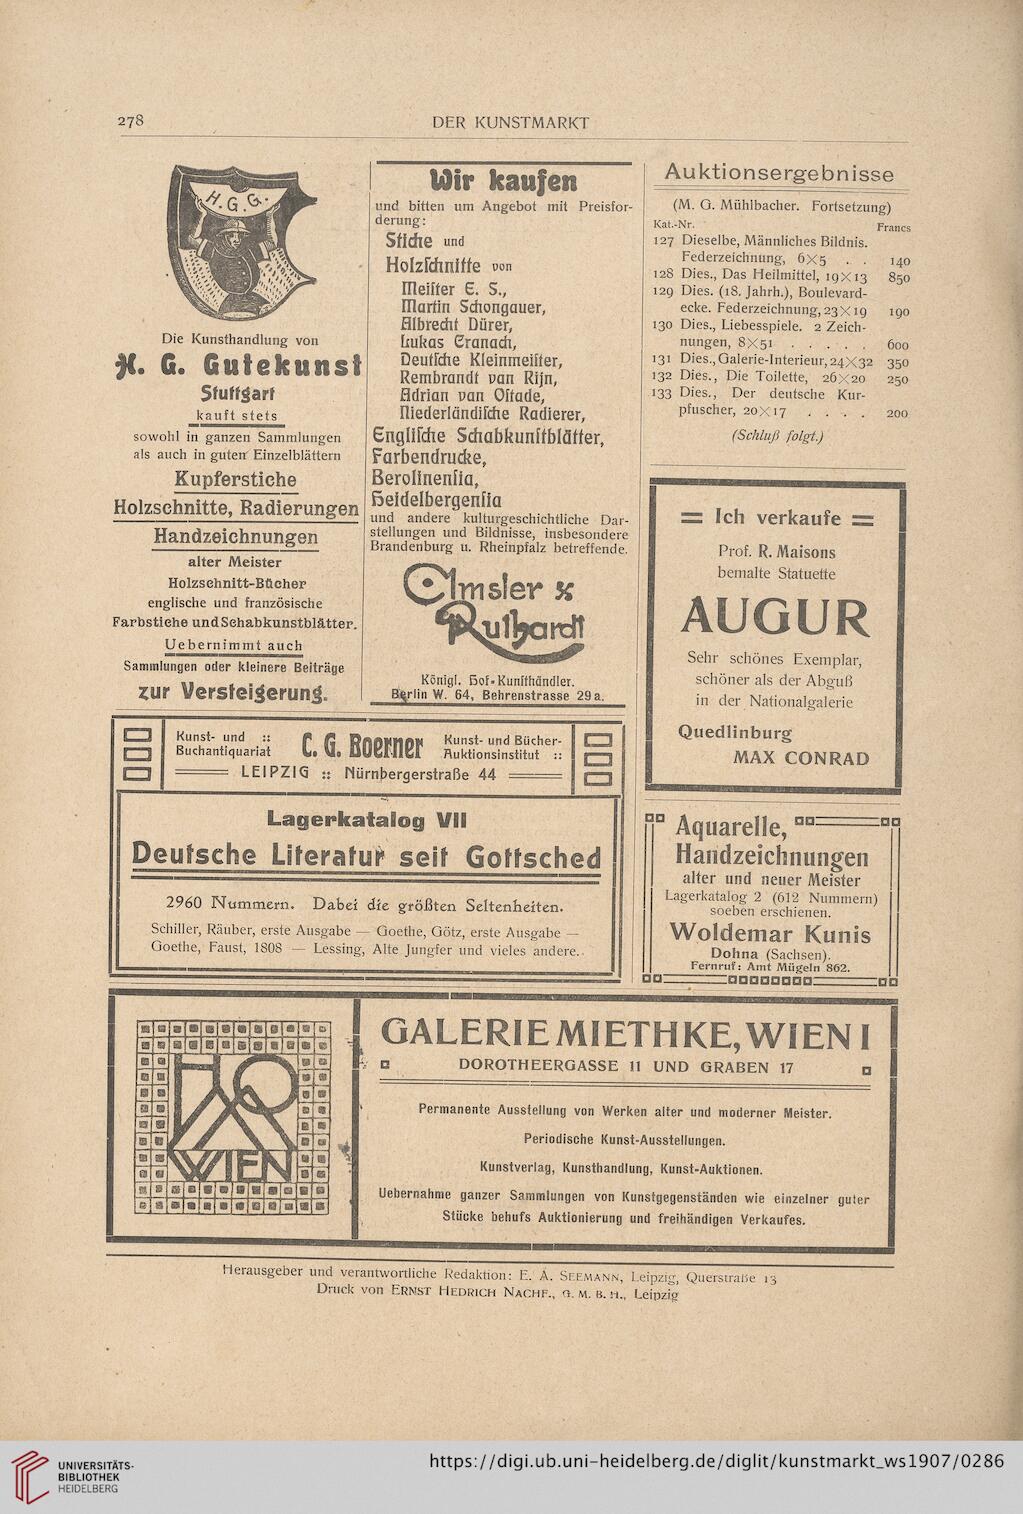 278
DER KUNSTMARKT
H. G. G.
Die Kunsthandlung von
H. G. Gutekunst
Stuttgart
kauft stets
sowohl in ganzen Sammlungen
als auch in guten Einzelblättern
Kupferstiche
Holzschnitte, Radierungen
Handzeichnungen
alter Meister
Holzschnitt-Bücher
englische und französische
Farbstiche und Schabkunstblätter.
Uebernimmt auch
Sammlungen oder kleinere Beiträge
zur Versteigerung.
Wir kaufen
und bitten um Angebot mit Preisfor-
derung:
Stiche und
Holzschnitte von
Meister E. S.,
Martin Schongauer,
Albrecht Dürer,
Lukas Cranach,
Deutsche Kleinmeister,
Rembrandt van Rijn,
Adrian van Ostade,
Niederländische Radierer,
Englische Schabkunstblätter,
Farbendrucke,
Berolinensia,
Heidelbergensia
und andere kulturgeschichtliche Dar-
stellungen und Bildnisse, insbesondere
Brandenburg u. Rheinpfalz betreffende.
Amsler &
Ruthardt
Königl. Hof-Kunsthändler.
Berlin W. 64, Behrenstrasse 29a.
Auktionsergebnisse
(M. G. Mühlbacher. Fortsetzung)
Kat.-Nr. Francs
127 Dieselbe, Männliches Bildnis.
Federzeichnung, 6×5 . . 140
128 Dies., Das Heilmittel, 19×13 850
129 Dies. (18. Jahrh.), Boulevard-
ecke. Federzeichnung, 23×19 190
130 Dies., Liebesspiele. 2 Zeich-
nungen, 8×51 . . . . . 600
131 Dies., Galerie-Interieur, 24×32 350
132 Dies., Die Toilette, 26×20 250
133 Dies., Der deutsche Kur-
pfuscher, 20×17 . . . . 200
(Schluß folgt.)
Ich verkaufe
Prof. R. Maisons
bemalte Statuette
AUGUR
Sehr schönes Exemplar,
schöner als der Abguß
in der Nationalgalerie
Quedlinburg
MAX CONRAD
Kunst- und ::
Buchantiquariat
C. G. Boerner
Kunst- und Bücher-
Auktionsinstitut ::
LEIPZIG :: Nürnbergerstraße 44
Lagerkatalog VII
Deutsche Literatur seit Gottsched
2960 Nummern. Dabei die größten Seltenheiten.
Schiller, Räuber, erste Ausgabe — Goethe, Götz, erste Ausgabe —
Goethe, Faust, 1808 — Lessing, Alte Jungfer und vieles andere.
Aquarelle,
Handzeichnungen
alter und neuer Meister
Lagerkatalog 2 (612 Nummern)
soeben erschienen.
Woldemar Kunis
Dohna (Sachsen).
Fernruf: Amt Mügeln 862.
WIEN
GALERIE MIETHKE, WIEN I
DOROTHEERGASSE 11 UND GRABEN 17
Permanente Ausstellung von Werken alter und moderner Meister.
Periodische Kunst-Ausstellungen.
Kunstverlag, Kunsthandlung, Kunst-Auktionen.
Uebernahme ganzer Sammlungen von Kunstgegenständen wie einzelner guter
Stücke behufs Auktionierung und freihändigen Verkaufes.
Herausgeber und verantwortliche Redaktion: E. A. SEEMANN, Leipzig, Querstraße 13
Druck von ERNST HEDRICH NACHF., G. M. B. H., Leipzig
UNIVERSITÄTS-
BIBLIOTHEK
HEIDELBERG
https://digi.ub.uni-heidelberg.de/diglit/kunstmarkt_ws1907/0286